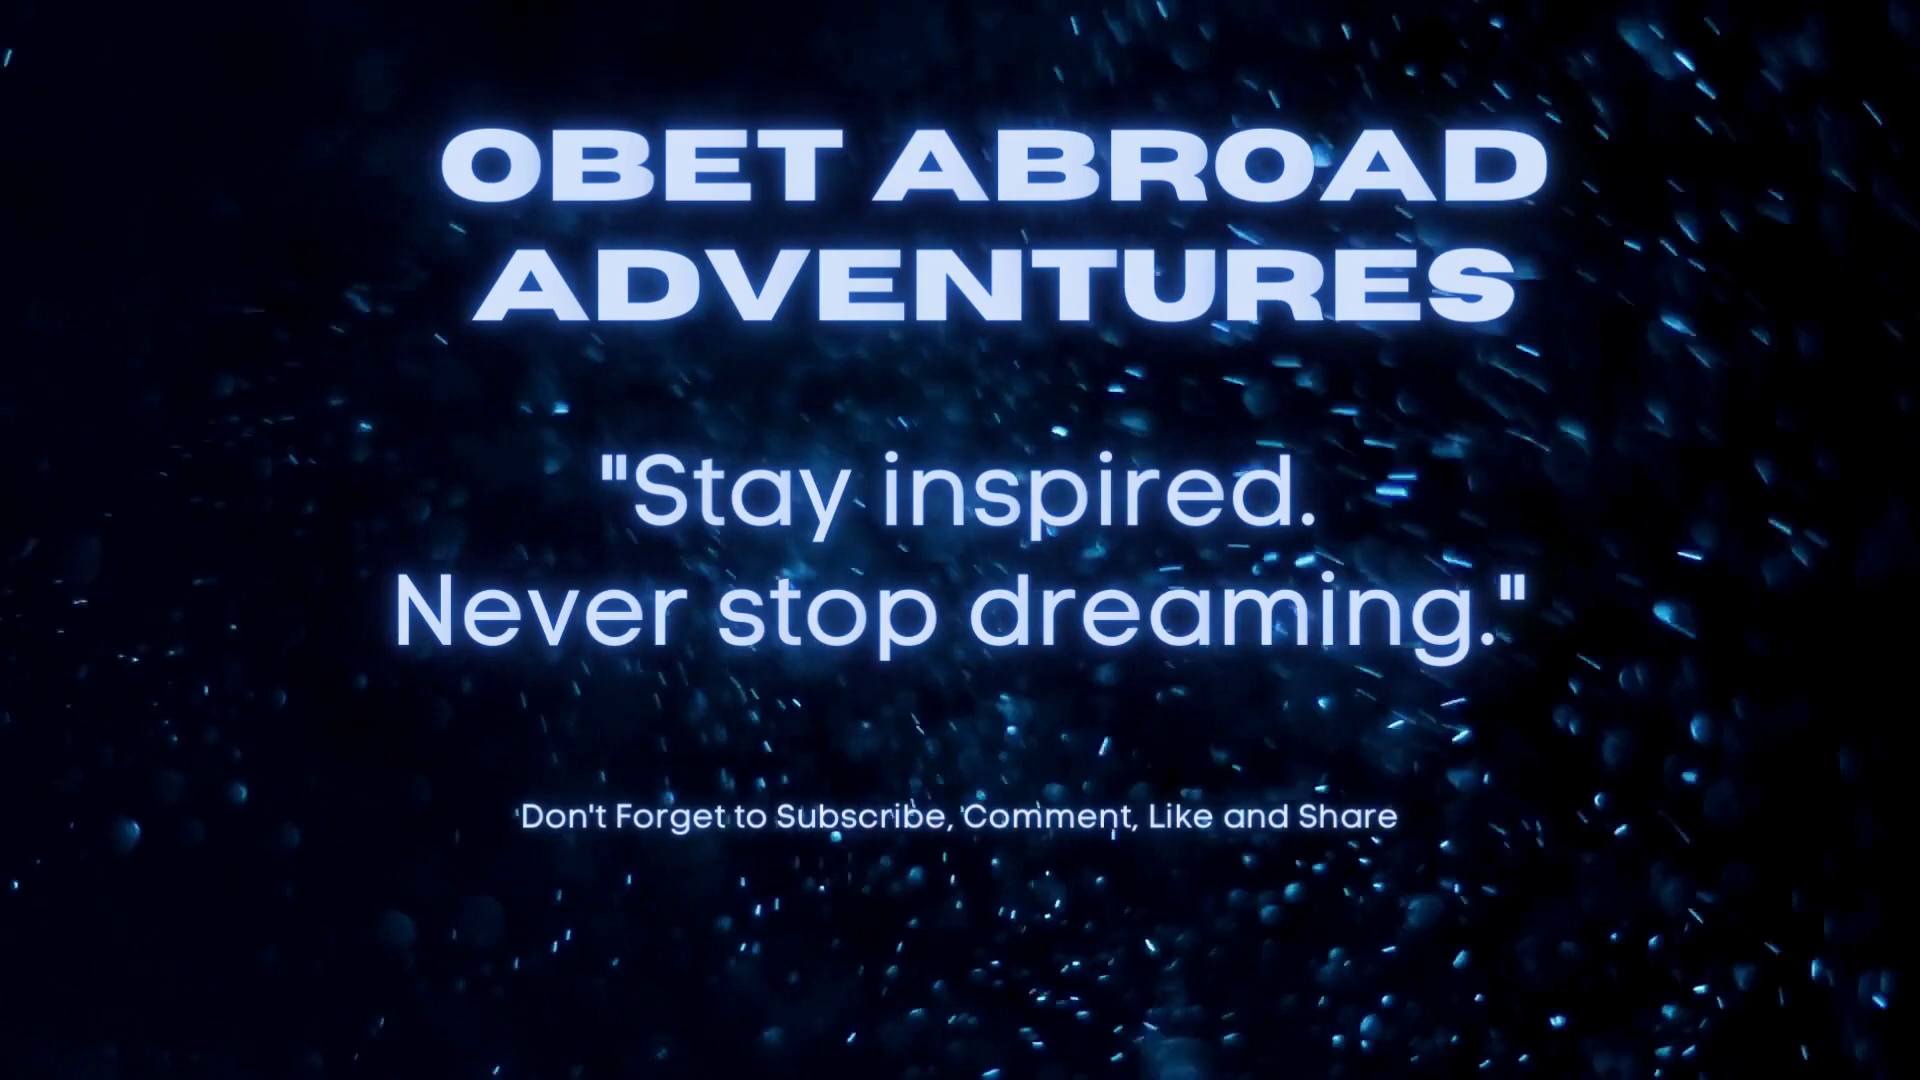 OBET ABROAD
ADVENTURES
"Stay inspired.
Never stop dreaming."
Don't Forget to Subscribe, Comment, Like and Share